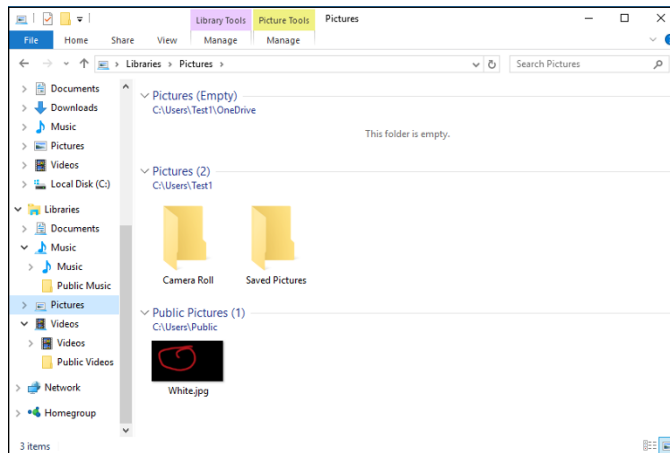 Library Tools Picture Tools Pictures
File Home Share View Manage Manage
Libraries Pictures Search Pictures
Documents
Downloads
Music
Pictures
Videos
Local Disk (C:)
Libraries
Documents
Music
Music
Public Music
Pictures
Videos
Videos
Public Videos
Network
Homegroup
Pictures (Empty)
C:\Users\Test1\OneDrive
This folder is empty.
Pictures (2)
C:\Users\Test1
Camera Roll Saved Pictures
Public Pictures (1)
C:\Users\Public
White.jpg
3 items